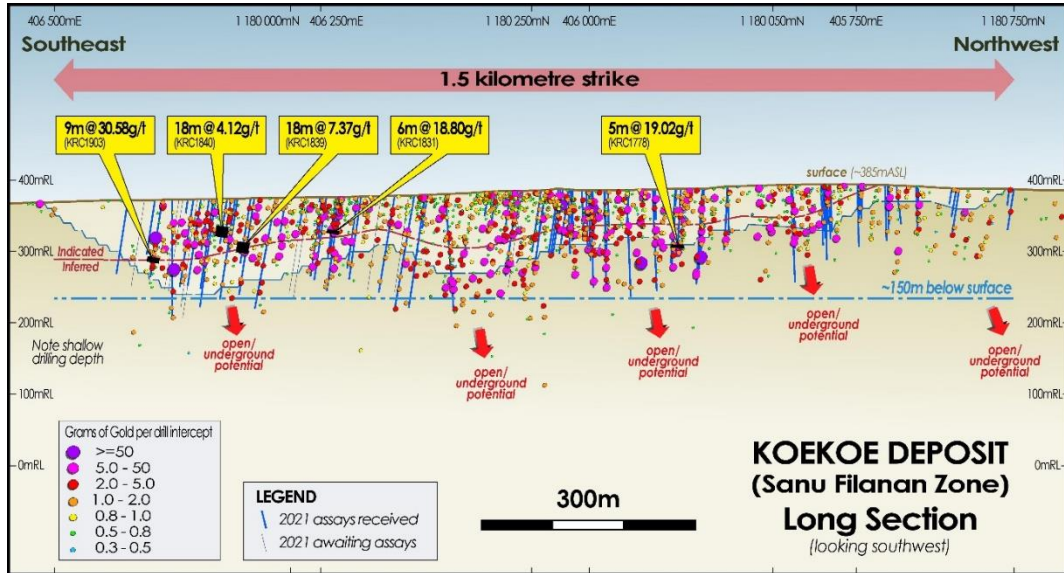 406 500mE
1 180 000mN
406 250mE
1 180 250mN
406 000mE
1 180 050mN
405 750mE
1 180 750mN
Southeast
Northwest
1.5 kilometre strike
9m@30.58g/t
(KRC1903)
18m@4.12g/t
(KRC1840)
18m@7.37g/t
(KRC1839)
6m@18.80g/t
(KRC1831)
5m@19.02g/t
(KRC1778)
surface (~385mASL)
400mRL
400mRL
300mRL
300mRL
Indicated
Inferred
~150m below surface
200mRL
200mRL
Note shallow
drilling depth
open/
underground
potential
open/
underground
potential
open/
underground
potential
open/
underground
potential
open/
underground
potential
100mRL
100mRL
0mRL
0mRL
Grams of Gold per drill intercept
>=50
5.0 - 50
2.0 - 5.0
1.0 - 2.0
0.8 - 1.0
0.5 - 0.8
0.3 - 0.5
LEGEND
2021 assays received
2021 awaiting assays
300m
KOEKOE DEPOSIT
(Sanu Filanan Zone)
Long Section
(looking southwest)